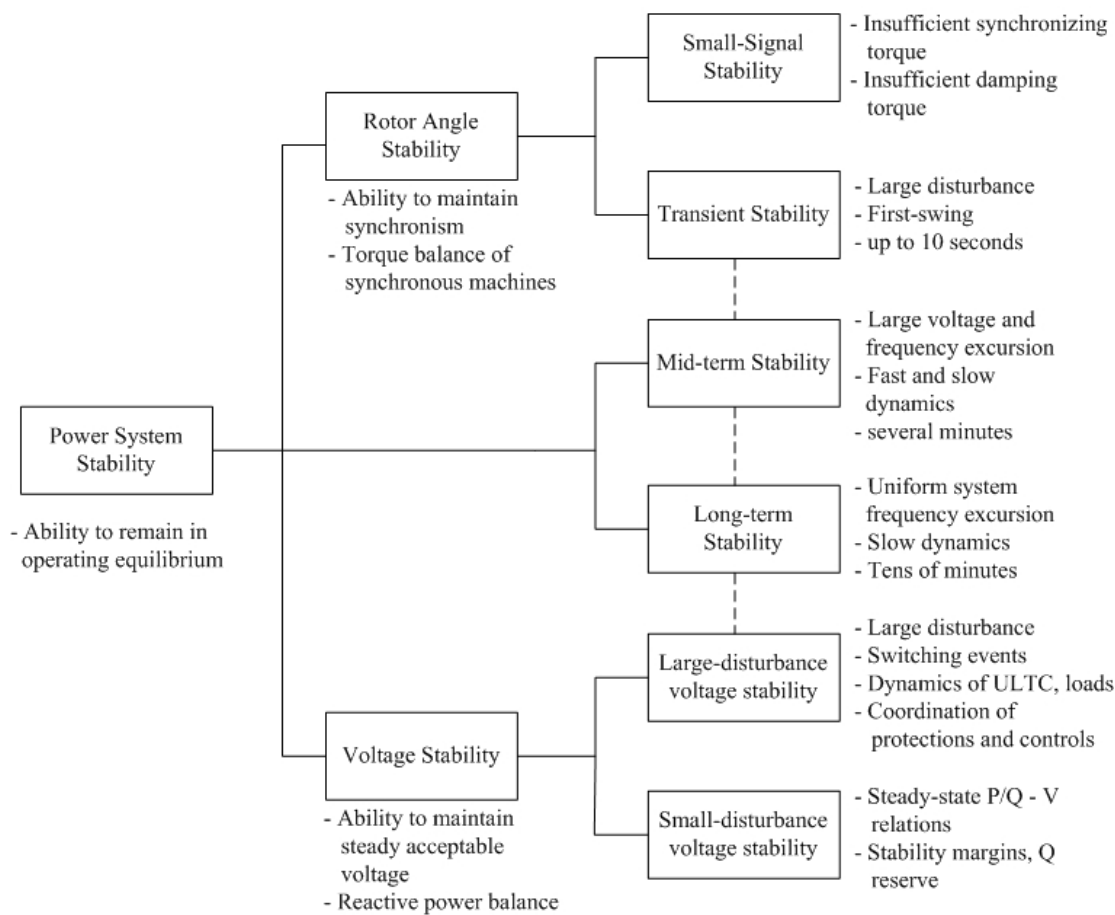 Power System
Stability
- Ability to remain in
operating equilibrium
Rotor Angle
Stability
- Ability to maintain
synchronism
- Torque balance of
synchronous machines
Small-Signal
Stability
- Insufficient synchronizing
torque
- Insufficient damping
torque
Transient Stability
- Large disturbance
- First-swing
- up to 10 seconds
Mid-term Stability
- Large voltage and
frequency excursion
- Fast and slow
dynamics
- several minutes
Long-term
Stability
- Uniform system
frequency excursion
- Slow dynamics
- Tens of minutes
Voltage Stability
- Ability to maintain
steady acceptable
voltage
- Reactive power balance
Large-disturbance
voltage stability
- Large disturbance
- Switching events
- Dynamics of ULTC, loads
- Coordination of
protections and controls
Small-disturbance
voltage stability
- Steady-state P/Q - V
relations
- Stability margins, Q
reserve